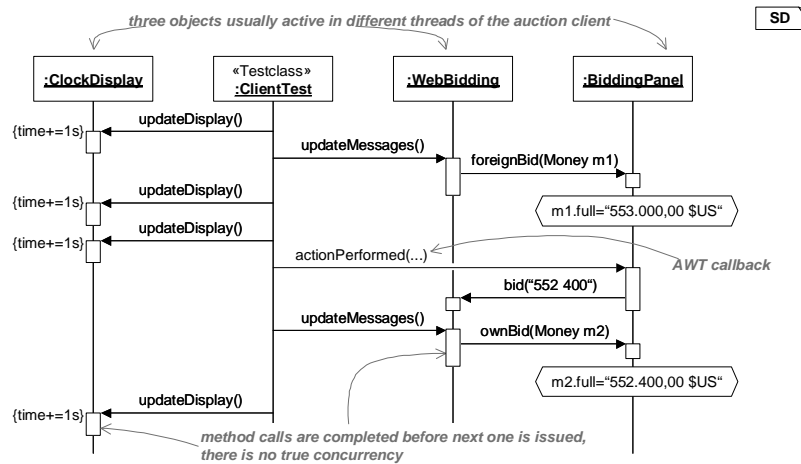 three objects usually active in different threads of the auction client
SD
:ClockDisplay
«Testclass»
:ClientTest
:WebBidding
:BiddingPanel
updateDisplay()
{time+=1s}
updateMessages()
foreignBid(Money m1)
updateDisplay()
{time+=1s}
m1.full=“553.000,00 $US“
updateDisplay()
{time+=1s}
actionPerformed(...)
AWT callback
bid(“552 400“)
updateMessages()
ownBid(Money m2)
m2.full=“552.400,00 $US“
updateDisplay()
{time+=1s}
method calls are completed before next one is issued,
there is no true concurrency